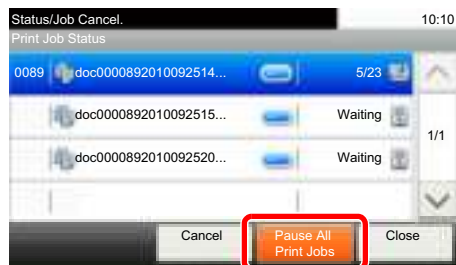 Status/Job Cancel. 10:10
Print Job Status
0089 doc0000892010092514... 5/23
doc0000892010092515... Waiting
1/1
doc0000892010092520... Waiting
Cancel Pause All Print Jobs Close